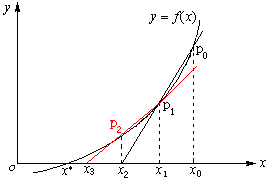 y
y = f(x)
P₀
P₁
P₂
o
x*
x₃
x₂
x₁
x₀
x